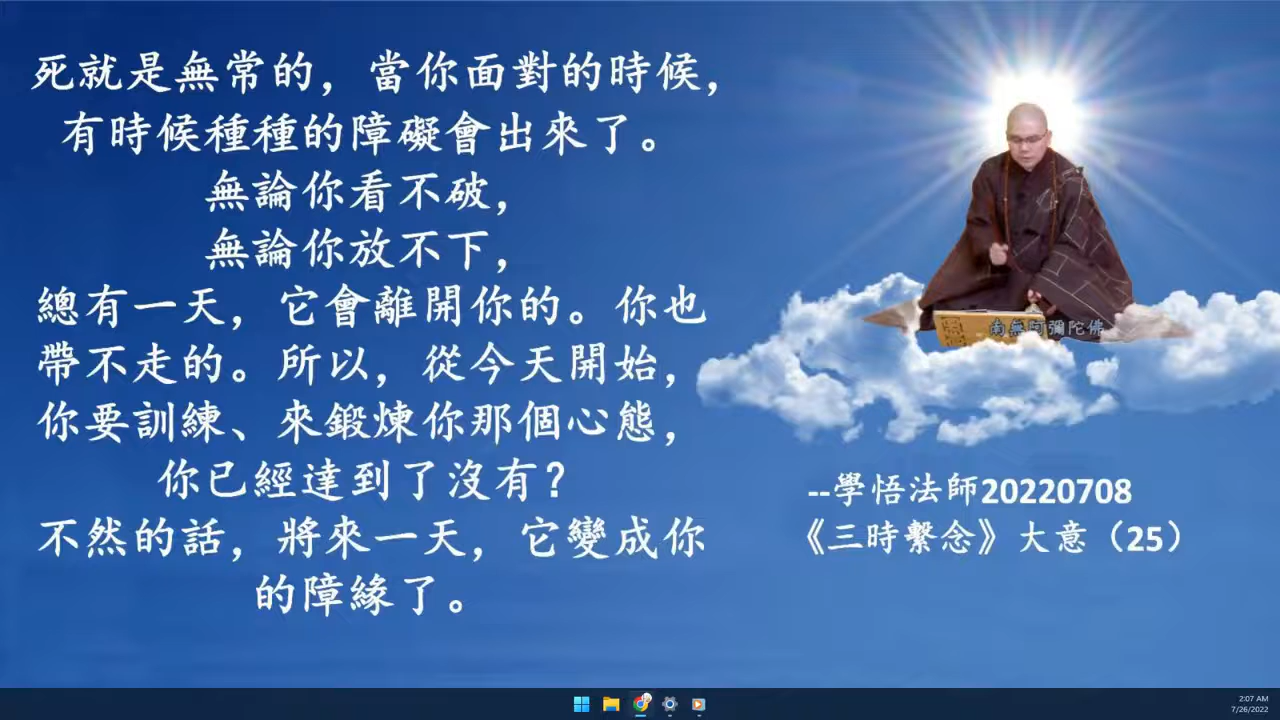 死就是無常的，當你面對的時候，
有時候種種的障礙會出來了。
無論你看不破，
無論你放不下，
總有一天，它會離開你的。你也
帶不走的。所以，從今天開始，
你要訓練、來鍛煉你那個心態，
你已經達到了沒有？
不然的話，將來一天，它變成你
的障緣了。
南無阿彌陀佛
--學悟法師20220708
《三時繫念》大意（25）
2:07 AM
7/26/2022